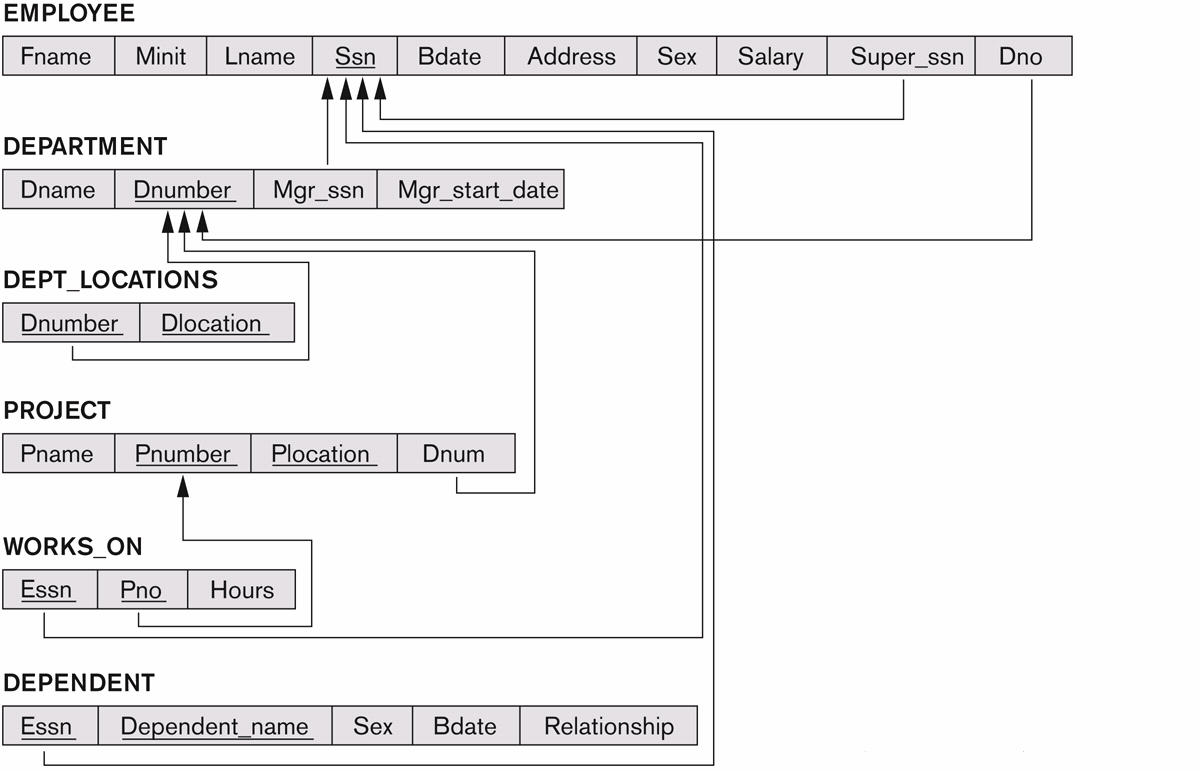 EMPLOYEE
Fname Minit Lname Ssn Bdate Address Sex Salary Super_ssn Dno
DEPARTMENT
Dname Dnumber Mgr_ssn Mgr_start_date
DEPT_LOCATIONS
Dnumber Dlocation
PROJECT
Pname Pnumber Plocation Dnum
WORKS_ON
Essn Pno Hours
DEPENDENT
Essn Dependent_name Sex Bdate Relationship